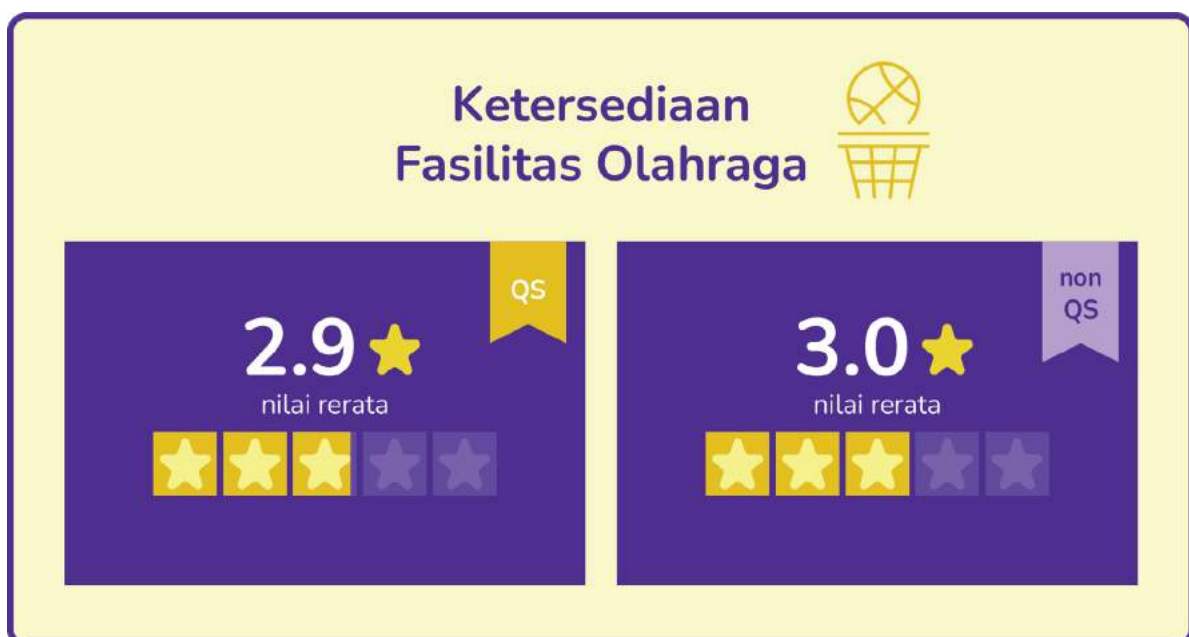 Ketersediaan
Fasilitas Olahraga
QS
2.9
nilai rerata
non
QS
3.0
nilai rerata